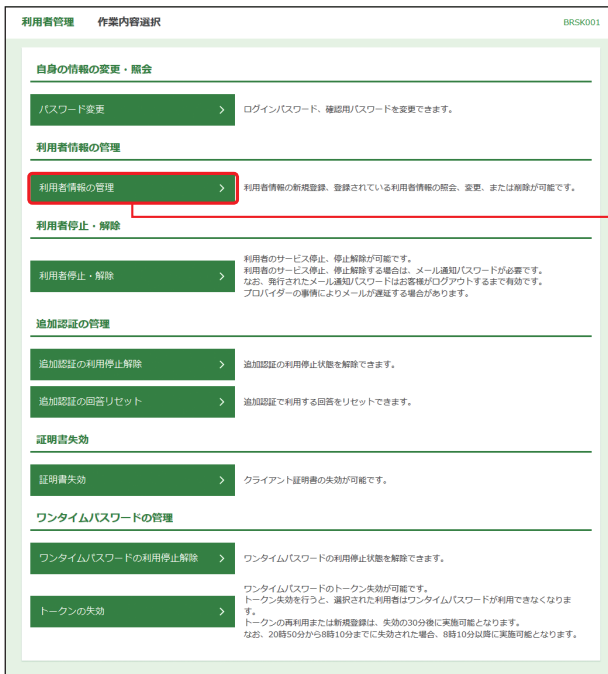 利用者管理 作業内容選択 BRSK001
自身の情報の変更・照会
パスワード変更 ログインパスワード、確認用パスワードを変更できます。
利用者情報の管理
利用者情報の管理 利用者情報の新規登録、登録されている利用者情報の照会、変更、または削除が可能です。
利用者停止・解除
利用者停止・解除
利用者のサービス停止、停止解除が可能です。
利用者のサービス停止、停止解除する場合は、メール通知パスワードが必要です。
なお、発行されたメール通知パスワードはお客様がログアウトするまで有効です。
プロバイダーの事情によりメールが遅延する場合があります。
追加認証の管理
追加認証の利用停止解除 追加認証の利用停止状態を解除できます。
追加認証の回答リセット 追加認証で利用する回答をリセットできます。
証明書失効
証明書失効 クライアント証明書の失効が可能です。
ワンタイムパスワードの管理
ワンタイムパスワードの利用停止解除 ワンタイムパスワードの利用停止状態を解除できます。
トークンの失効
ワンタイムパスワードのトークン失効が可能です。
トークン失効を行うと、選択された利用者はワンタイムパスワードが利用できなくなりま
す。
トークンの再利用または新規登録は、失効の30分後に実施可能となります。
なお、20時50分から8時10分までに失効された場合、8時10分以降に実施可能となります。